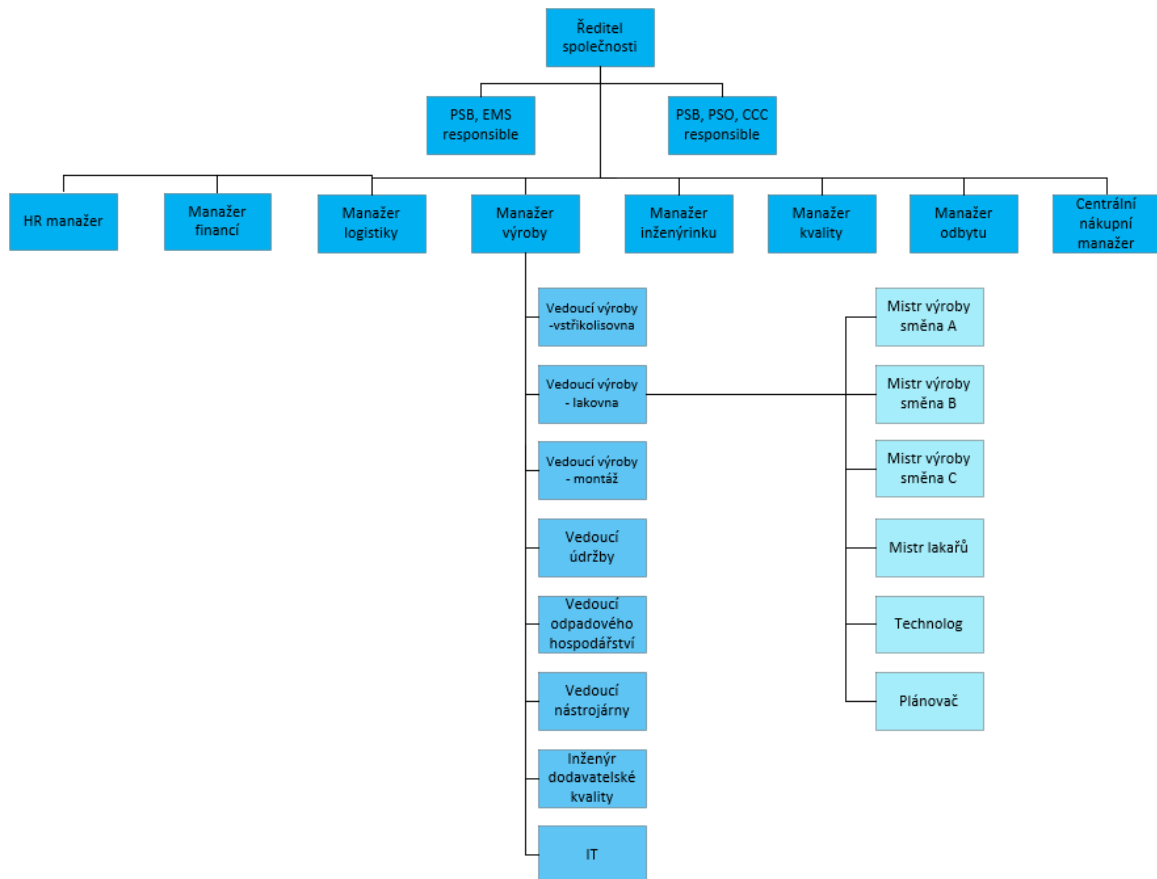 Ředitel
společnosti
PSB, EMS
responsible
PSB, PSO, CCC
responsible
HR manažer
Manažer
financí
Manažer
logistiky
Manažer
výroby
Manažer
inženýrinku
Manažer
kvality
Manažer
odbytu
Centrální
nákupní
manažer
Vedoucí výroby
-vstřikolisovna
Vedoucí výroby
- lakovna
Vedoucí výroby
- montáž
Vedoucí
údržby
Vedoucí
odpadového
hospodářství
Vedoucí
nástrojárny
Inženýr
dodavatelské
kvality
IT
Mistr výroby
směna A
Mistr výroby
směna B
Mistr výroby
směna C
Mistr lakařů
Technolog
Plánovač